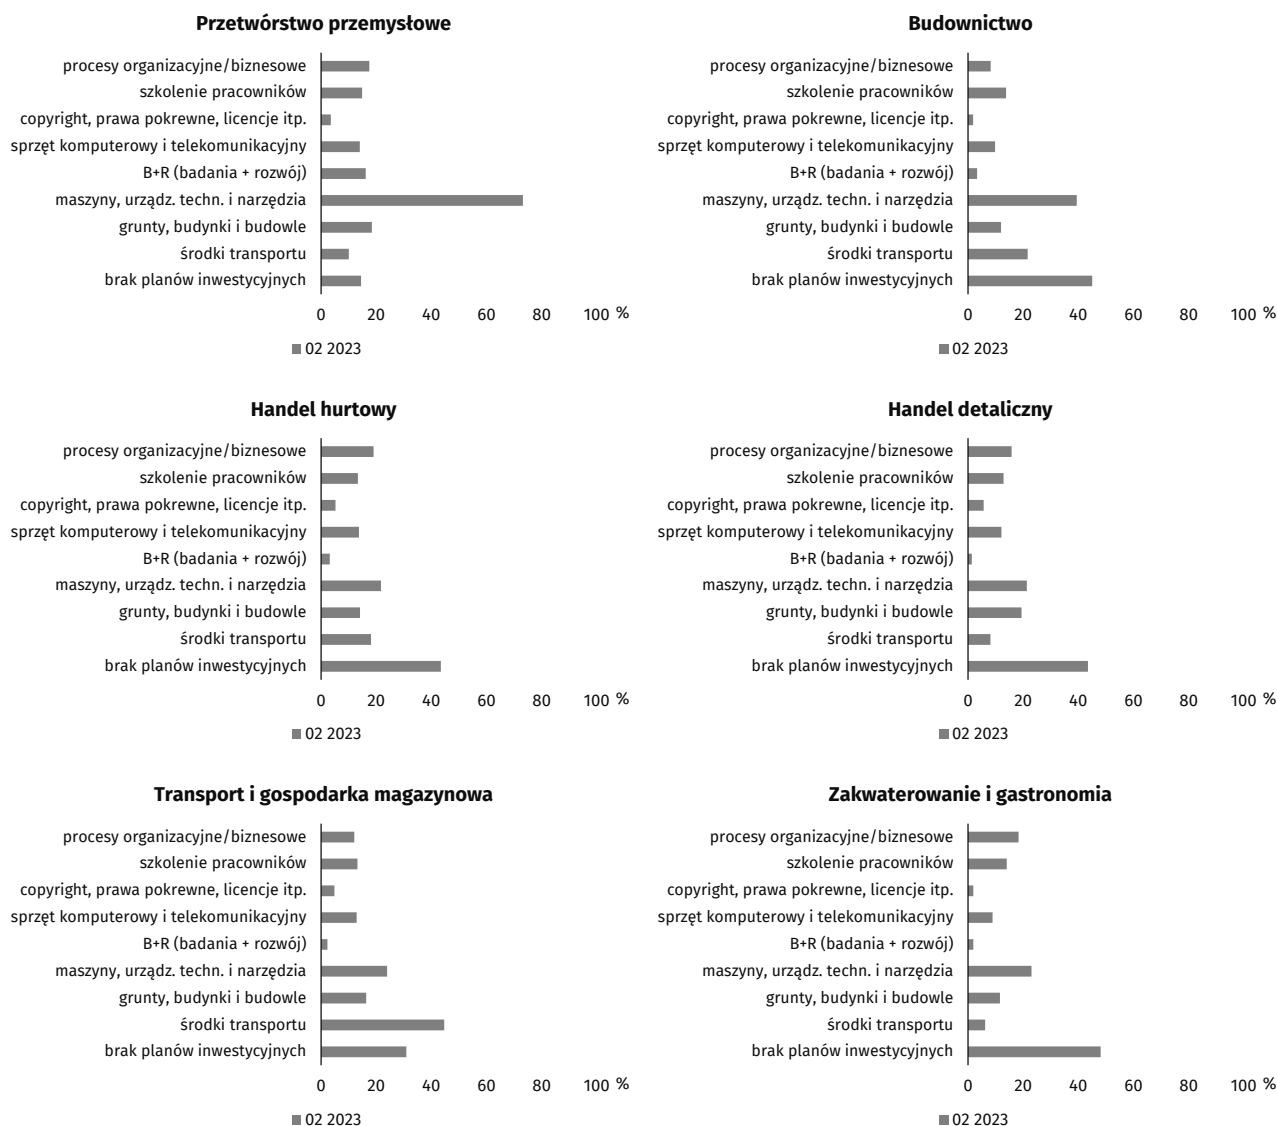 Przetwórstwo przemysłowe
procesy organizacyjne/biznesowe
szkolenie pracowników
copyright, prawa pokrewne, licencje itp.
sprzęt komputerowy i telekomunikacyjny
B+R (badania + rozwój)
maszyny, urządz. techn. i narzędzia
grunty, budynki i budowle
środki transportu
brak planów inwestycyjnych
0 20 40 60 80 100 %
02 2023
Budownictwo
procesy organizacyjne/biznesowe
szkolenie pracowników
copyright, prawa pokrewne, licencje itp.
sprzęt komputerowy i telekomunikacyjny
B+R (badania + rozwój)
maszyny, urządz. techn. i narzędzia
grunty, budynki i budowle
środki transportu
brak planów inwestycyjnych
0 20 40 60 80 100 %
02 2023
Handel hurtowy
procesy organizacyjne/biznesowe
szkolenie pracowników
copyright, prawa pokrewne, licencje itp.
sprzęt komputerowy i telekomunikacyjny
B+R (badania + rozwój)
maszyny, urządz. techn. i narzędzia
grunty, budynki i budowle
środki transportu
brak planów inwestycyjnych
0 20 40 60 80 100 %
02 2023
Handel detaliczny
procesy organizacyjne/biznesowe
szkolenie pracowników
copyright, prawa pokrewne, licencje itp.
sprzęt komputerowy i telekomunikacyjny
B+R (badania + rozwój)
maszyny, urządz. techn. i narzędzia
grunty, budynki i budowle
środki transportu
brak planów inwestycyjnych
0 20 40 60 80 100 %
02 2023
Transport i gospodarka magazynowa
procesy organizacyjne/biznesowe
szkolenie pracowników
copyright, prawa pokrewne, licencje itp.
sprzęt komputerowy i telekomunikacyjny
B+R (badania + rozwój)
maszyny, urządz. techn. i narzędzia
grunty, budynki i budowle
środki transportu
brak planów inwestycyjnych
0 20 40 60 80 100 %
02 2023
Zakwaterowanie i gastronomia
procesy organizacyjne/biznesowe
szkolenie pracowników
copyright, prawa pokrewne, licencje itp.
sprzęt komputerowy i telekomunikacyjny
B+R (badania + rozwój)
maszyny, urządz. techn. i narzędzia
grunty, budynki i budowle
środki transportu
brak planów inwestycyjnych
0 20 40 60 80 100 %
02 2023